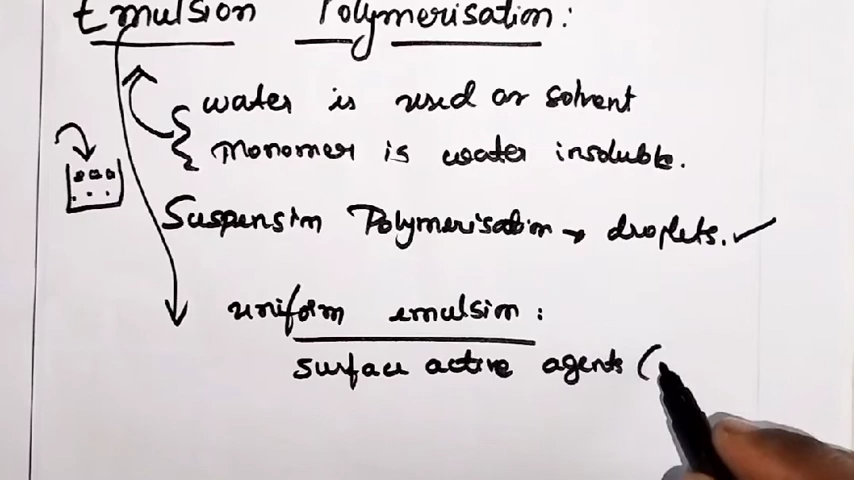 Emulsion Polymerisation:
water is used as solvent
Monomer is water insoluble.
Suspension Polymerisation → droplets. ✓
uniform emulsion:
surface active agents (